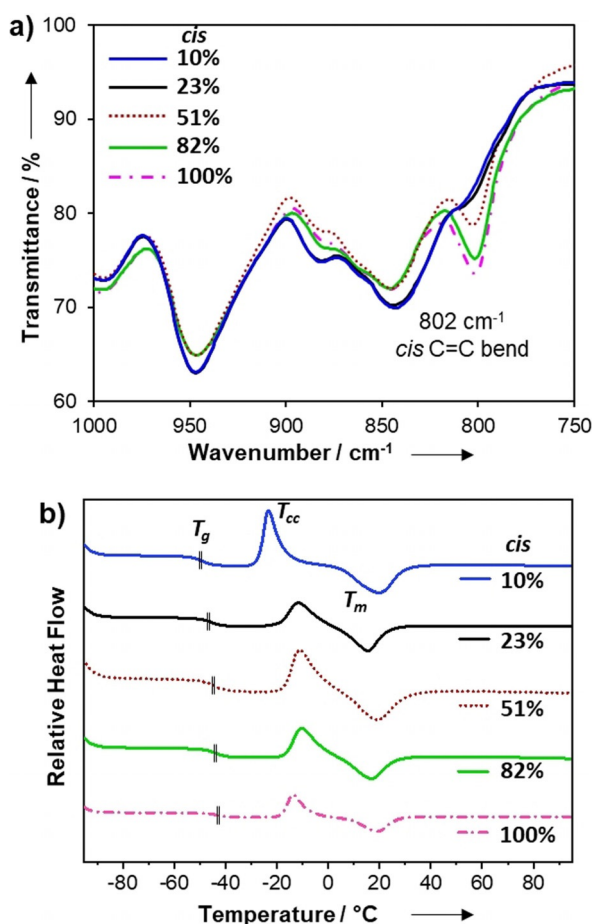 a)
100
90
80
70
60
Transmittance / %
cis
10%
23%
51%
82%
100%
802 cm-1
cis C=C bend
1000
950
900
850
800
750
Wavenumber / cm-1
b)
Tg
Tcc
Tm
cis
10%
23%
51%
82%
100%
Relative Heat Flow
-80
-60
-40
-20
0
20
40
60
80
Temperature / °C